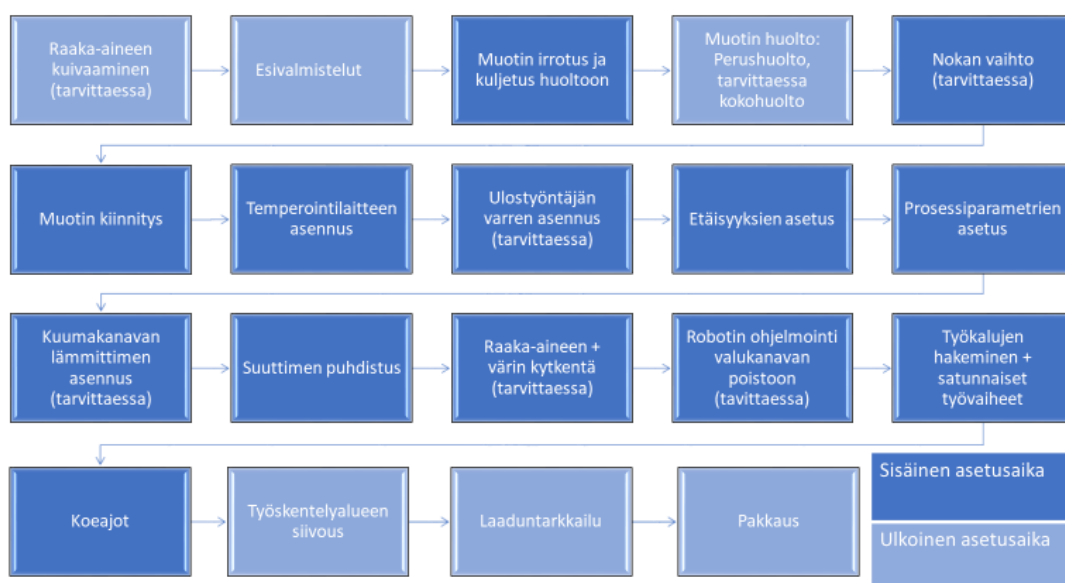 Raaka-aineen
kuivaaminen
(tarvittaessa)
Esivalmistelut
Muotin irrotus ja
kuljetus huoltoon
Muotin huolto:
Perushuolto,
tarvittaessa
kokohuolto
Nokan vaihto
(tarvittaessa)
Muotin kiinnitys
Temperointilaitteen
asennus
Ulostyöntäjän
varren asennus
(tarvittaessa)
Etäisyyksien asetus
Prosessiparametrien
asetus
Kuumakanavan
lämmittimen
asennus
(tarvittaessa)
Suuttimen puhdistus
Raaka-aineen +
värin kytkentä
(tarvittaessa)
Robotin ohjelmointi
valukanavan
poistoon
(tavittaessa)
Työkalujen
hakeminen +
satunnaiset
työvaiheet
Koeajot
Työskentelyalueen
siivous
Laaduntarkkailu
Pakkaus
Sisäinen asetusaika
Ulkoinen asetusaika